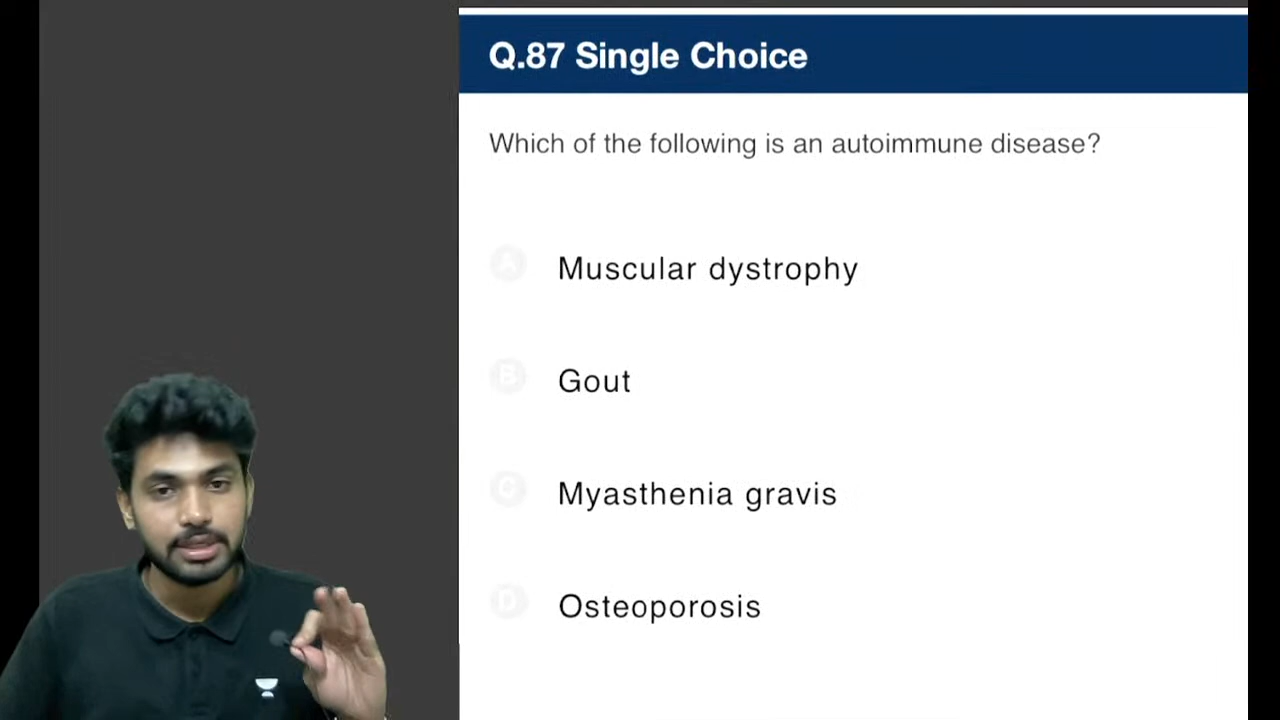 Q.87 Single Choice
Which of the following is an autoimmune disease?
A Muscular dystrophy
B Gout
C Myasthenia gravis
D Osteoporosis